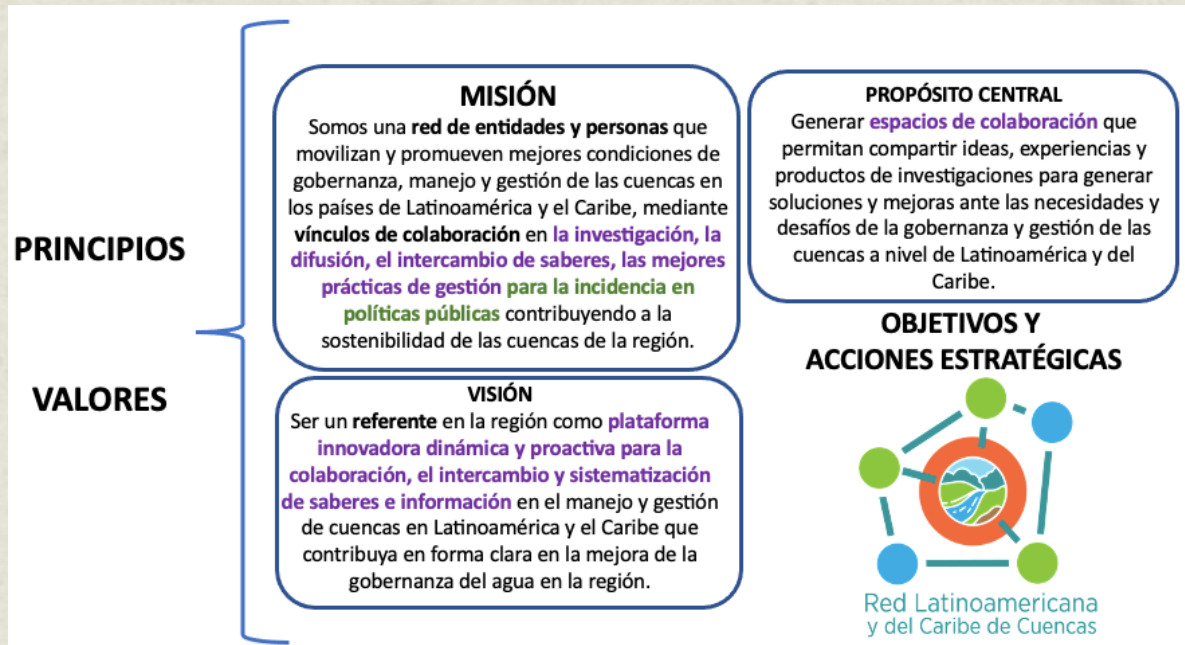 PRINCIPIOS
VALORES
MISIÓN
Somos una red de entidades y personas que
movilizan y promueven mejores condiciones de
gobernanza, manejo y gestión de las cuencas en
los países de Latinoamérica y el Caribe, mediante
vínculos de colaboración en la investigación, la
difusión, el intercambio de saberes, las mejores
prácticas de gestión para la incidencia en
políticas públicas contribuyendo a la
sostenibilidad de las cuencas de la región.
VISIÓN
Ser un referente en la región como plataforma
innovadora dinámica y proactiva para la
colaboración, el intercambio y sistematización
de saberes e información en el manejo y gestión
de cuencas en Latinoamérica y el Caribe que
contribuya en forma clara en la mejora de la
gobernanza del agua en la región.
PROPÓSITO CENTRAL
Generar espacios de colaboración que
permitan compartir ideas, experiencias y
productos de investigaciones para generar
soluciones y mejoras ante las necesidades y
desafíos de la gobernanza y gestión de las
cuencas a nivel de Latinoamérica y del
Caribe.
OBJETIVOS Y
ACCIONES ESTRATÉGICAS
Red Latinoamericana
y del Caribe de Cuencas